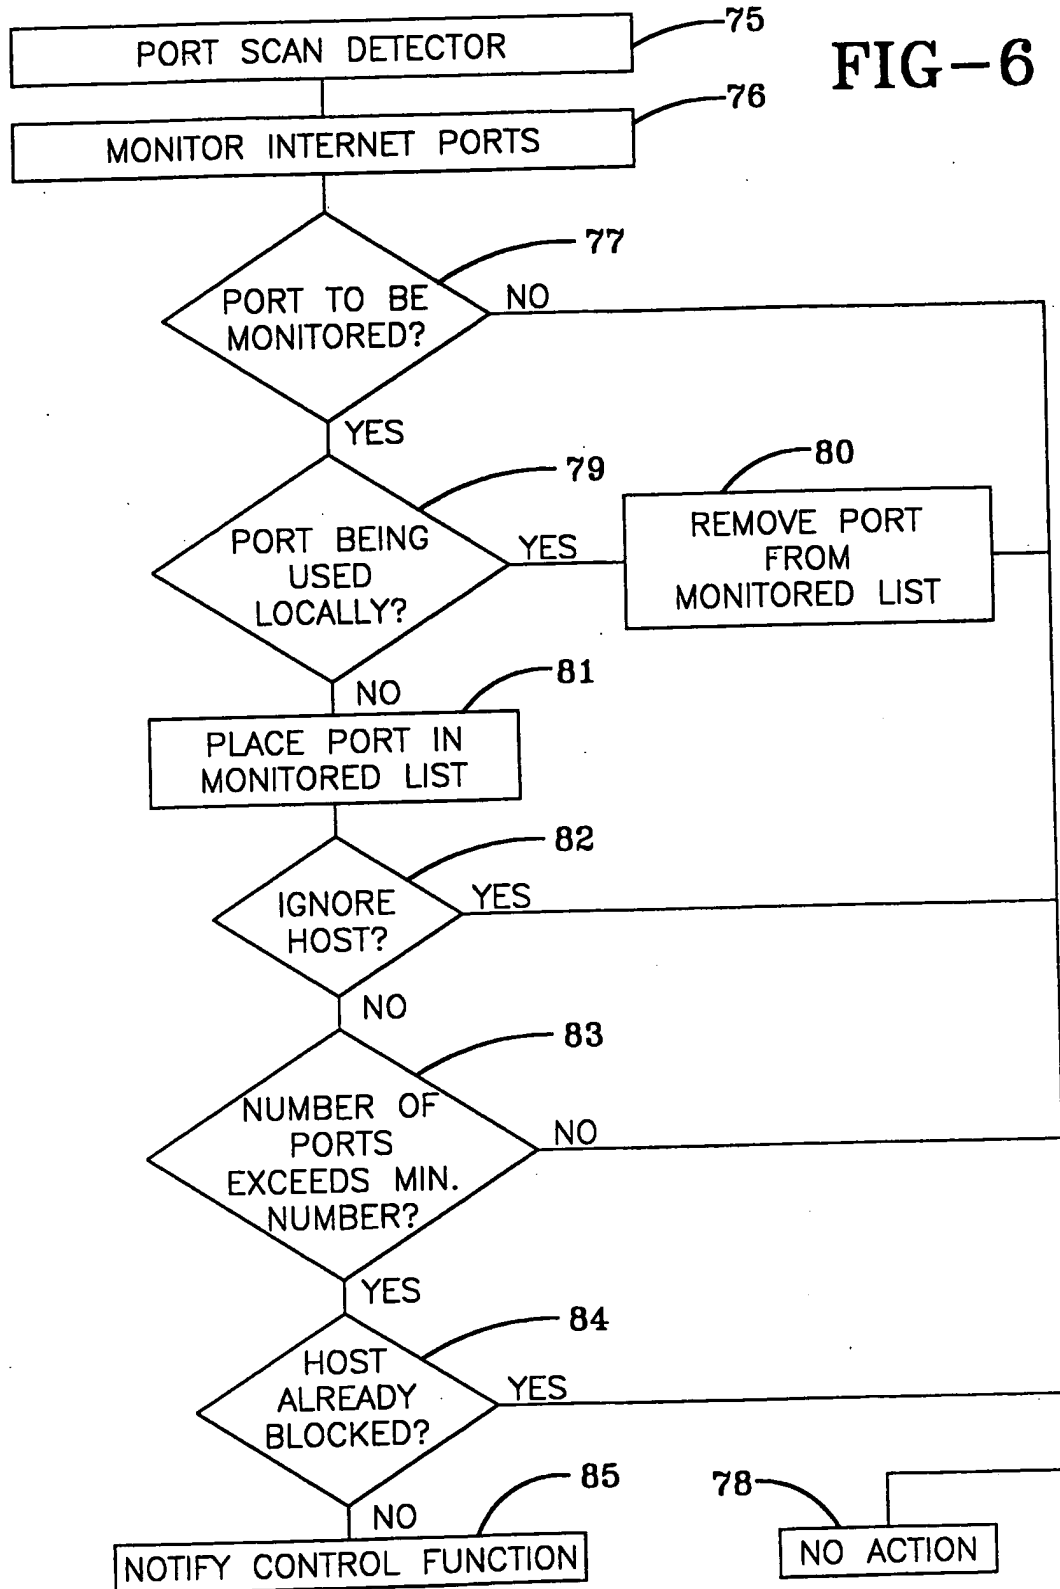 75
PORT SCAN DETECTOR
FIG-6
76
MONITOR INTERNET PORTS
77
PORT TO BE
MONITORED?
NO
YES
79
PORT BEING
USED
LOCALLY?
YES
80
REMOVE PORT
FROM
MONITORED LIST
NO
81
PLACE PORT IN
MONITORED LIST
82
IGNORE
HOST?
YES
NO
83
NUMBER OF
PORTS
EXCEEDS MIN.
NUMBER?
NO
YES
84
HOST
ALREADY
BLOCKED?
YES
NO
85
NOTIFY CONTROL FUNCTION
78
NO ACTION